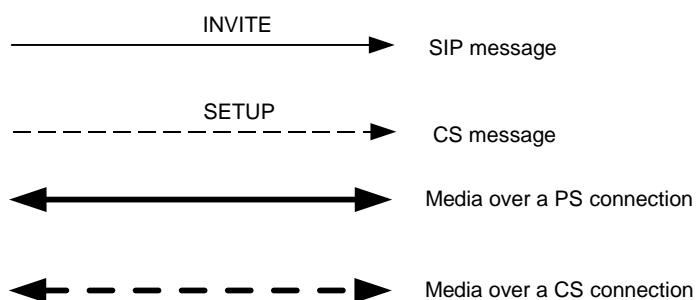 INVITE
SIP message
SETUP
CS message
Media over a PS connection
Media over a CS connection